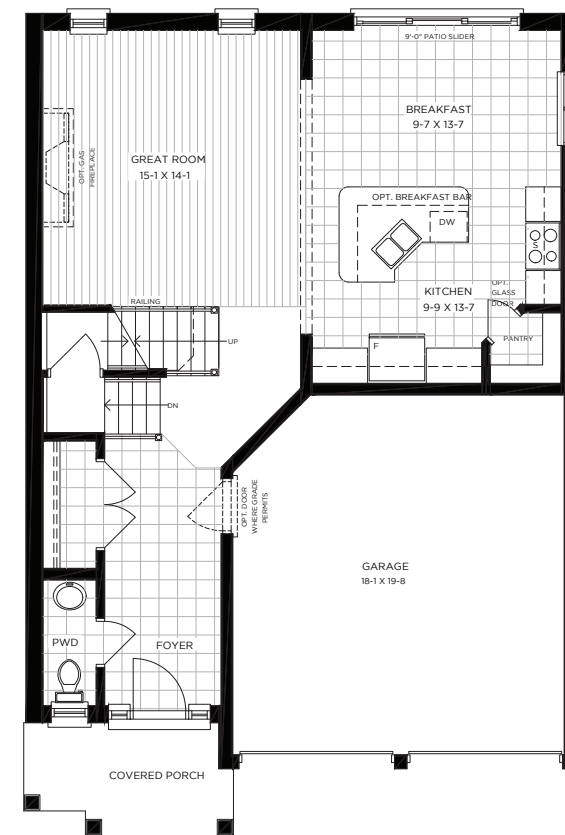 9'-0" PATIO SLIDER
BREAKFAST
9-7 X 13-7
GREAT ROOM
15-1 X 14-1
OPT. GAS
FIREPLACE
OPT. BREAKFAST BAR
DW
S
KITCHEN
9-9 X 13-7
OPT.
GLASS
DOOR
PANTRY
F
RAILING
UP
DN
OPT. DOOR
WHERE GRADE
PERMITS
GARAGE
18-1 X 19-8
PWD
FOYER
COVERED PORCH